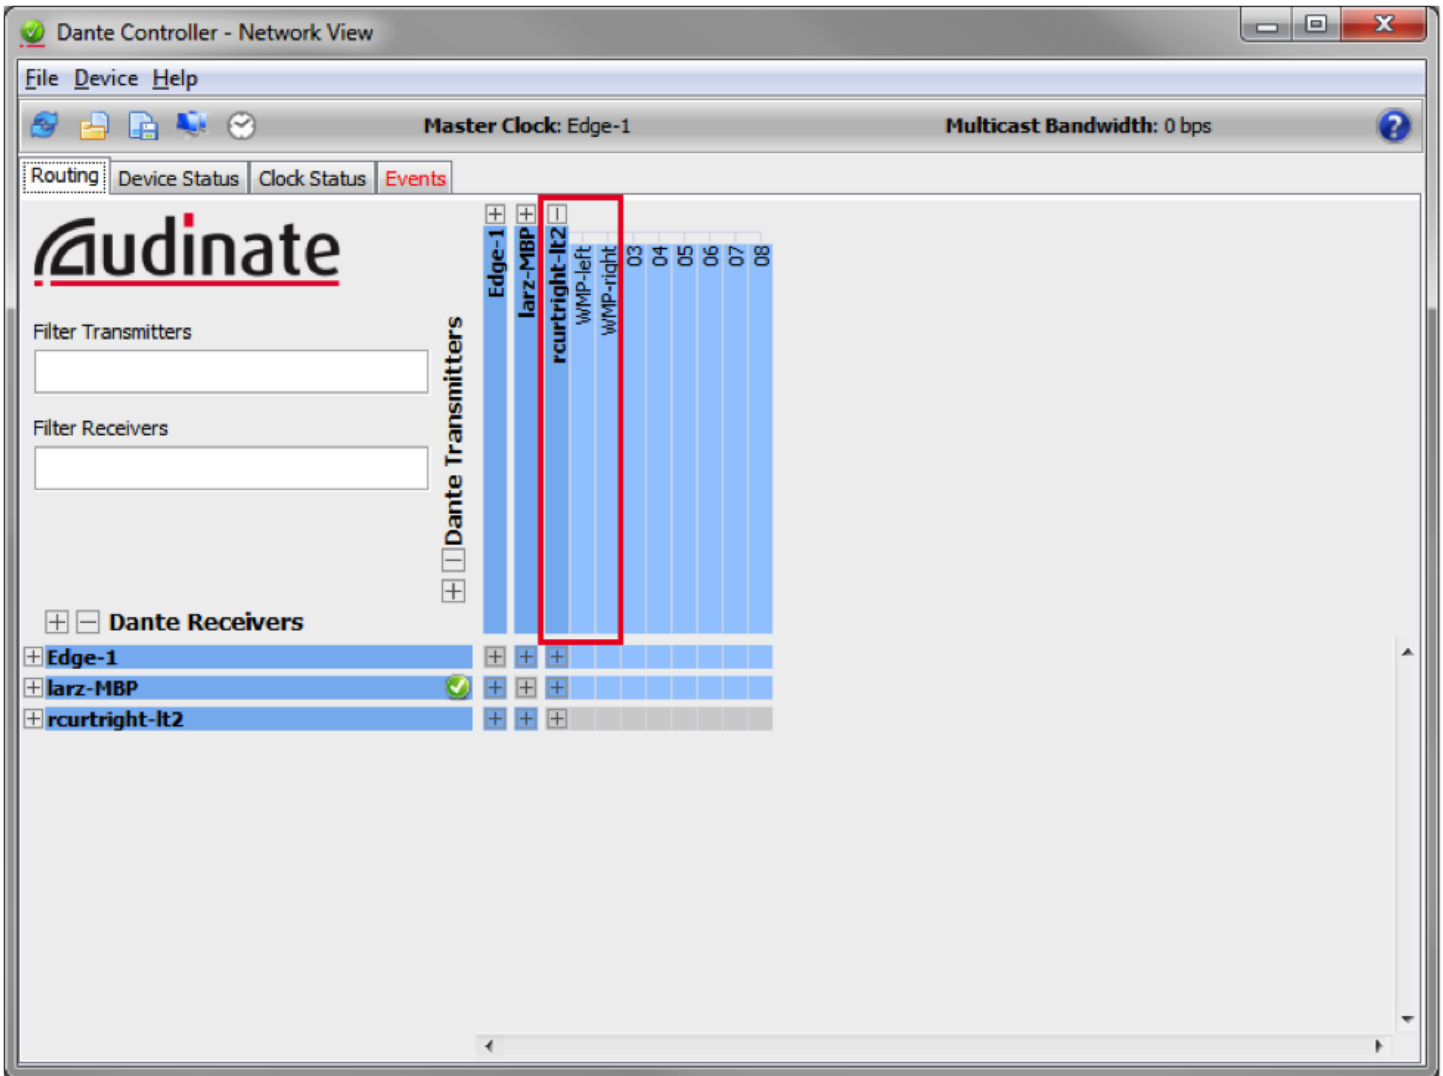 Dante Controller - Network View
File Device Help
Master Clock: Edge-1
Multicast Bandwidth: 0 bps
Routing
Device Status
Clock Status
Events
Audinate
Filter Transmitters
Filter Receivers
Dante Transmitters
Edge-1
larz-MBP
rcurtright-lt2
WMP-left
WMP-right
03
04
05
06
07
08
Dante Receivers
Edge-1
larz-MBP
rcurtright-lt2